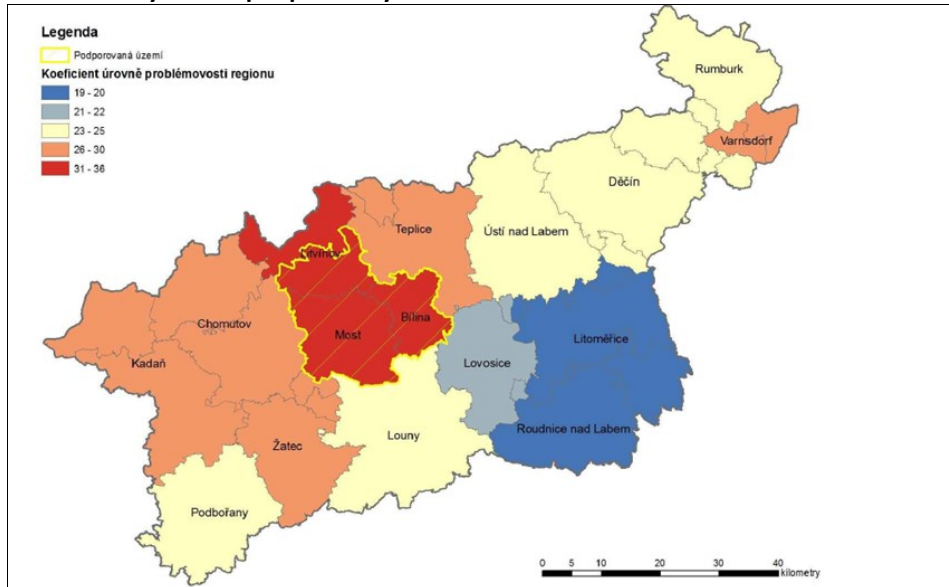 Legenda
Podporovaná území
Koeficient úrovně problémovosti regionu
19 - 20
21 - 22
23 - 25
26 - 30
31 - 36
Rumburk
Varnsdorf
Děčín
Ústí nad Labem
Teplice
Litvínov
Bílina
Most
Chomutov
Kadaň
Lovosice
Litoměřice
Roudnice nad Labem
Louny
Žatec
Podbořany
0 5 10 20 30 40
kilometry